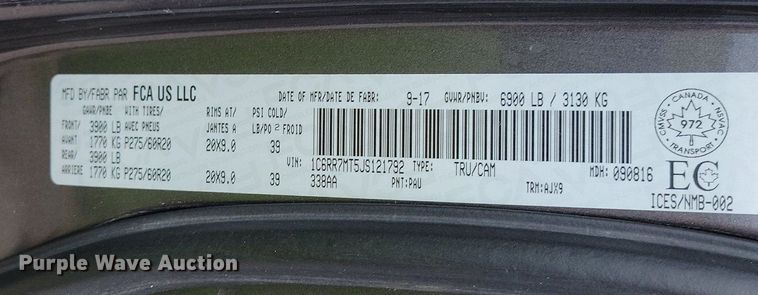 MFD BY/FABR PAR FCA US LLC
DATE OF MFR/DATE DE FABR: 9-17 GVWR/PNBV: 6900 LB / 3130 KG
GAWR/PNBE WITH TIRES/ RIMS AT/ PSI COLD/
FRONT/ 3900 LB AVEC PNEUS JANTES A LB/PO 2 FROID
AVANT 1770 KG P275/60R20 20X9.0 39
REAR/ 3900 LB
ARRIERE 1770 KG P275/60R20 20X9.0 39
VIN: 1C6RR7MT5JS121792 TYPE: TRU/CAM MDH: 090816
338AA PNT: PAU TRM: AJX9
CANADA
CMVSS 972 NSVAC
TRANSPORT
EC
ICES/NMB-002
Purple Wave Auction